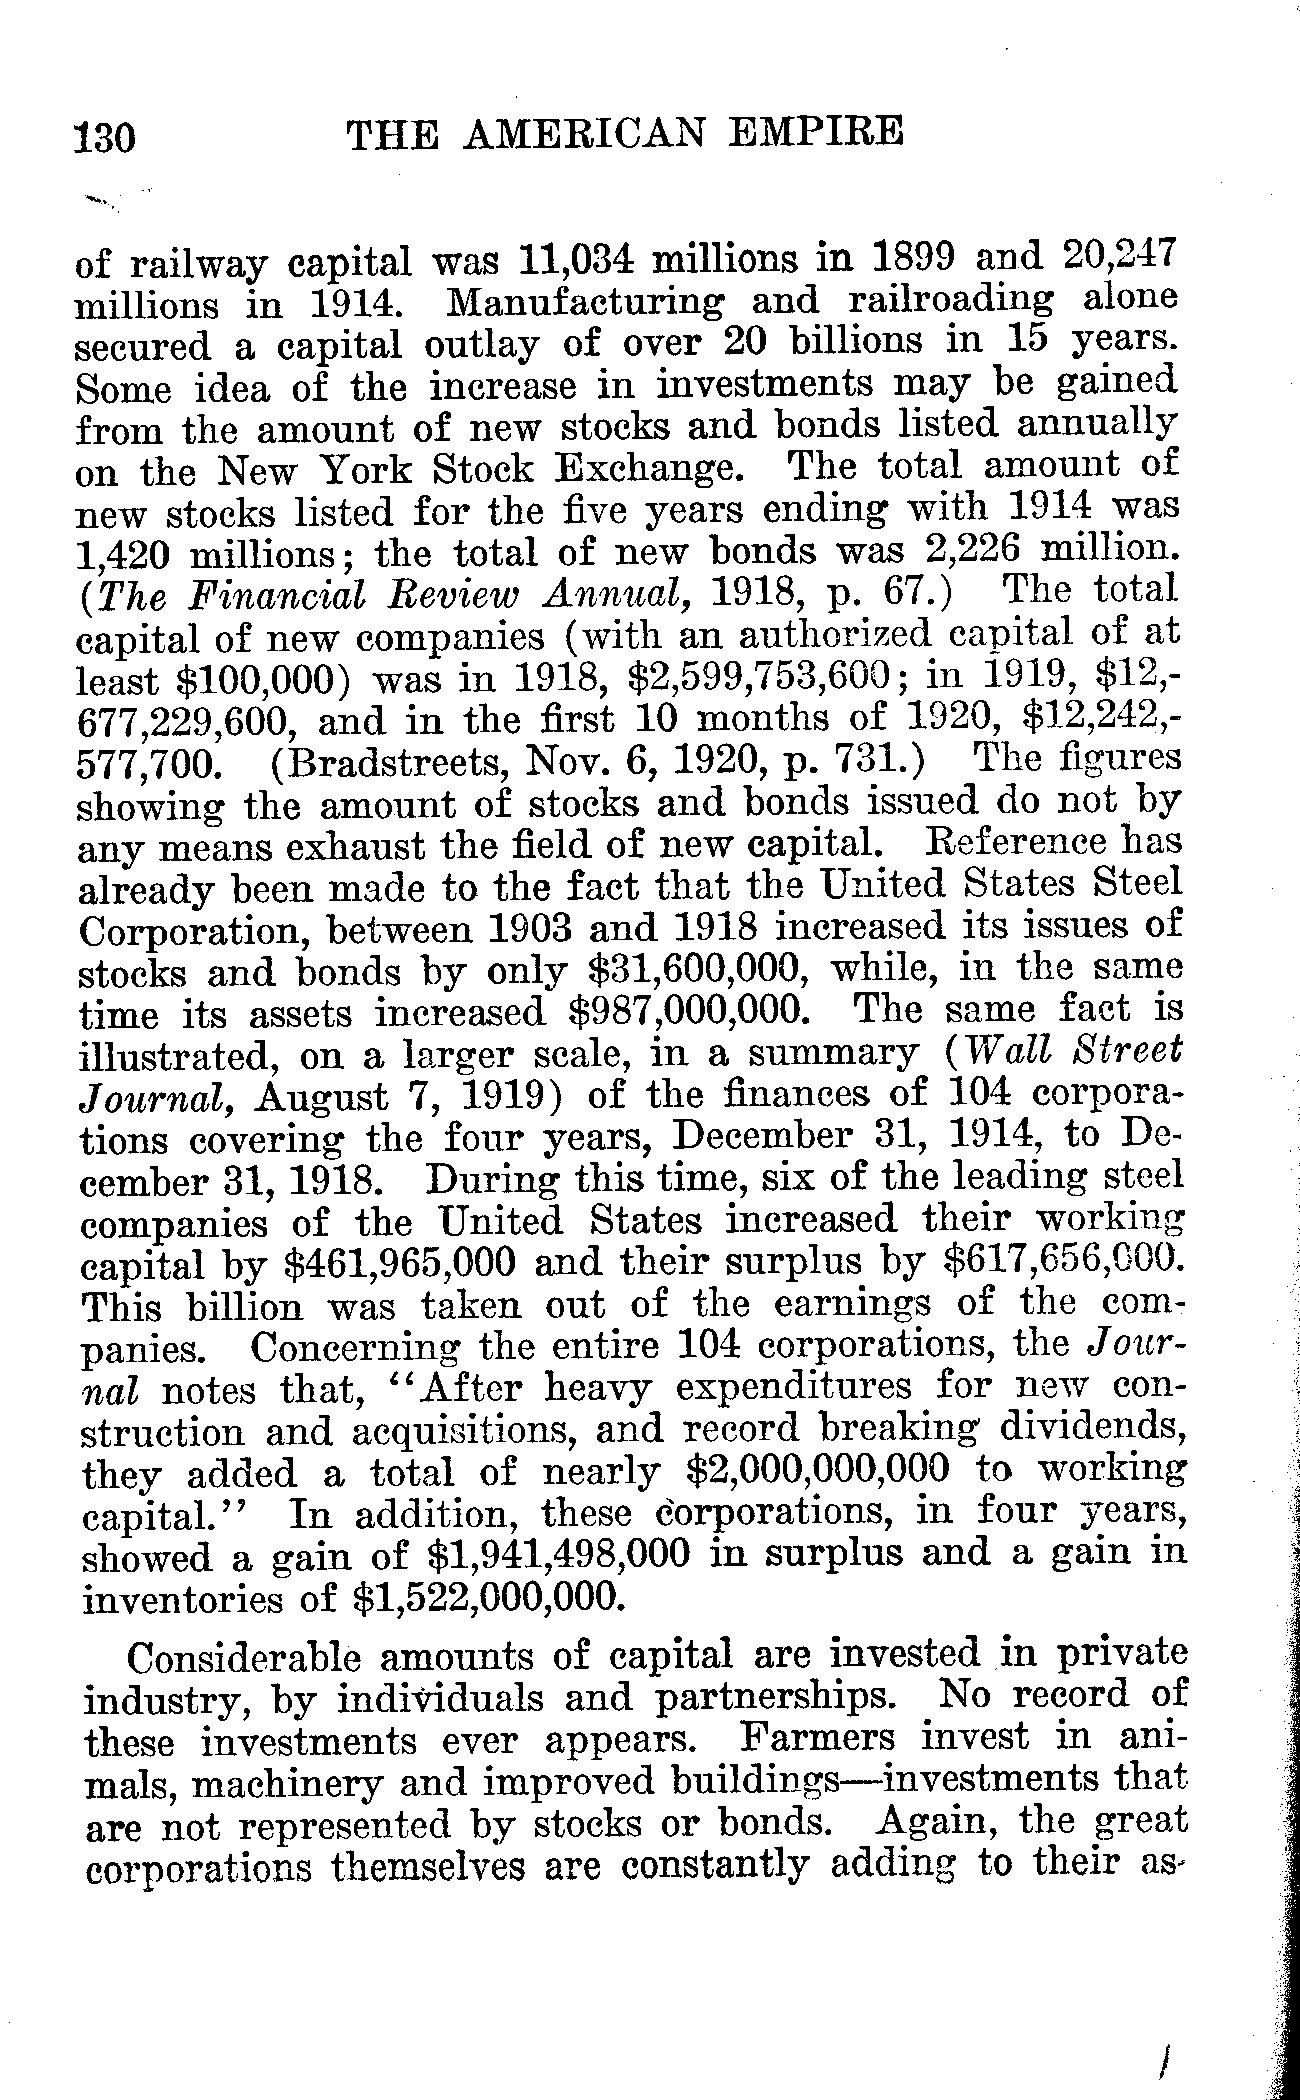 130 THE AMERICAN EMPIRE
of railway capital was 11,034 millions in 1899 and 20,247
millions in 1914. Manufacturing and railroading alone
secured a capital outlay of over 20 billions in 15 years.
Some idea of the increase in investments may be gained
from the amount of new stocks and bonds listed annually
on the New York Stock Exchange. The total amount of
new stocks listed for the five years ending with 1914 was
1,420 millions; the total of new bonds was 2,226 million.
(The Financial Review Annual, 1918, p. 67.) The total
capital of new companies (with an authorized capital of at
least $100,000) was in 1918, $2,599,753,600; in 1919, $12,-
677,229,600, and in the first 10 months of 1920, $12,242,-
577,700. (Bradstreets, Nov. 6, 1920, p. 731.) The figures
showing the amount of stocks and bonds issued do not by
any means exhaust the field of new capital. Reference has
already been made to the fact that the United States Steel
Corporation, between 1903 and 1918 increased its issues of
stocks and bonds by only $31,600,000, while, in the same
time its assets increased $987,000,000. The same fact is
illustrated, on a larger scale, in a summary (Wall Street
Journal, August 7, 1919) of the finances of 104 corpora-
tions covering the four years, December 31, 1914, to De-
cember 31, 1918. During this time, six of the leading steel
companies of the United States increased their working
capital by $461,965,000 and their surplus by $617,656,000.
This billion was taken out of the earnings of the com-
panies. Concerning the entire 104 corporations, the Jour-
nal notes that, "After heavy expenditures for new con-
struction and acquisitions, and record breaking dividends,
they added a total of nearly $2,000,000,000 to working
capital." In addition, these corporations, in four years,
showed a gain of $1,941,498,000 in surplus and a gain in
inventories of $1,522,000,000.
Considerable amounts of capital are invested in private
industry, by individuals and partnerships. No record of
these investments ever appears. Farmers invest in ani-
mals, machinery and improved buildings—investments that
are not represented by stocks or bonds. Again, the great
corporations themselves are constantly adding to their as-